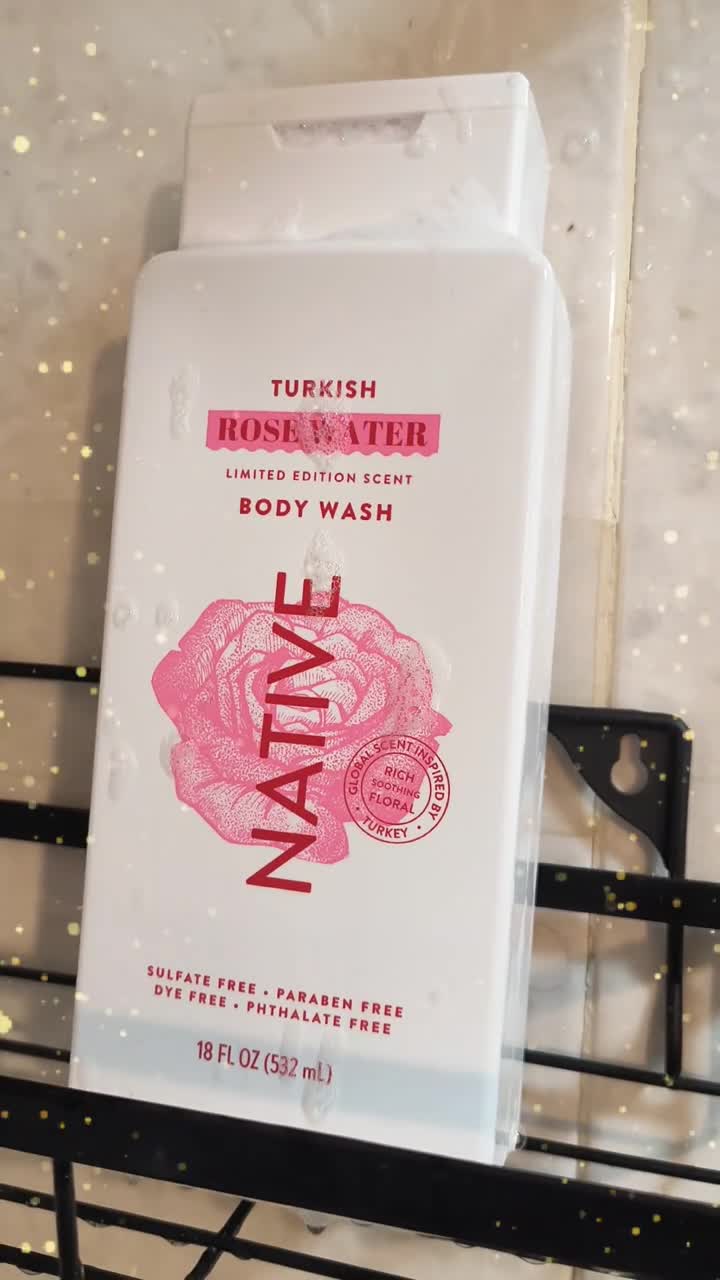 TURKISH
ROSE WATER
LIMITED EDITION SCENT
BODY WASH
NATIVE
GLOBAL SCENT INSPIRED BY
RICH
SOOTHING
FLORAL
• TURKEY •
SULFATE FREE • PARABEN FREE
DYE FREE • PHTHALATE FREE
18 FL OZ (532 mL)